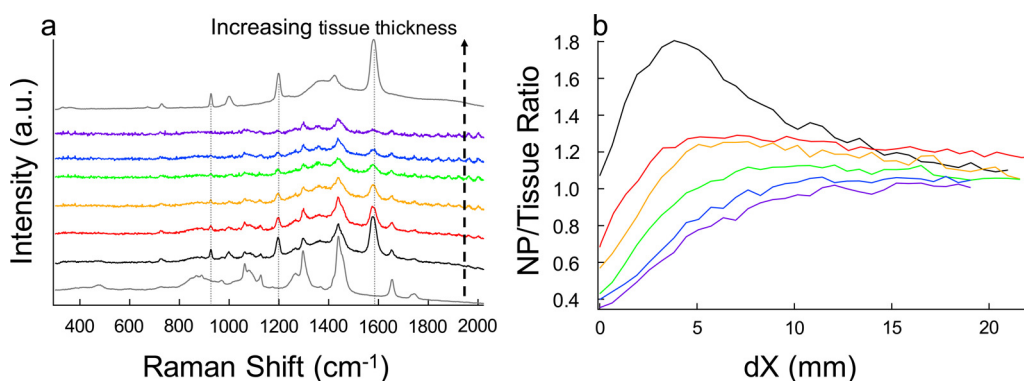 a
Increasing tissue thickness
Intensity (a.u.)
400 600 800 1000 1200 1400 1600 1800 2000
Raman Shift (cm-1)
b
NP/Tissue Ratio
1.8
1.6
1.4
1.2
1.0
0.8
0.6
0.4
0 5 10 15 20
dX (mm)